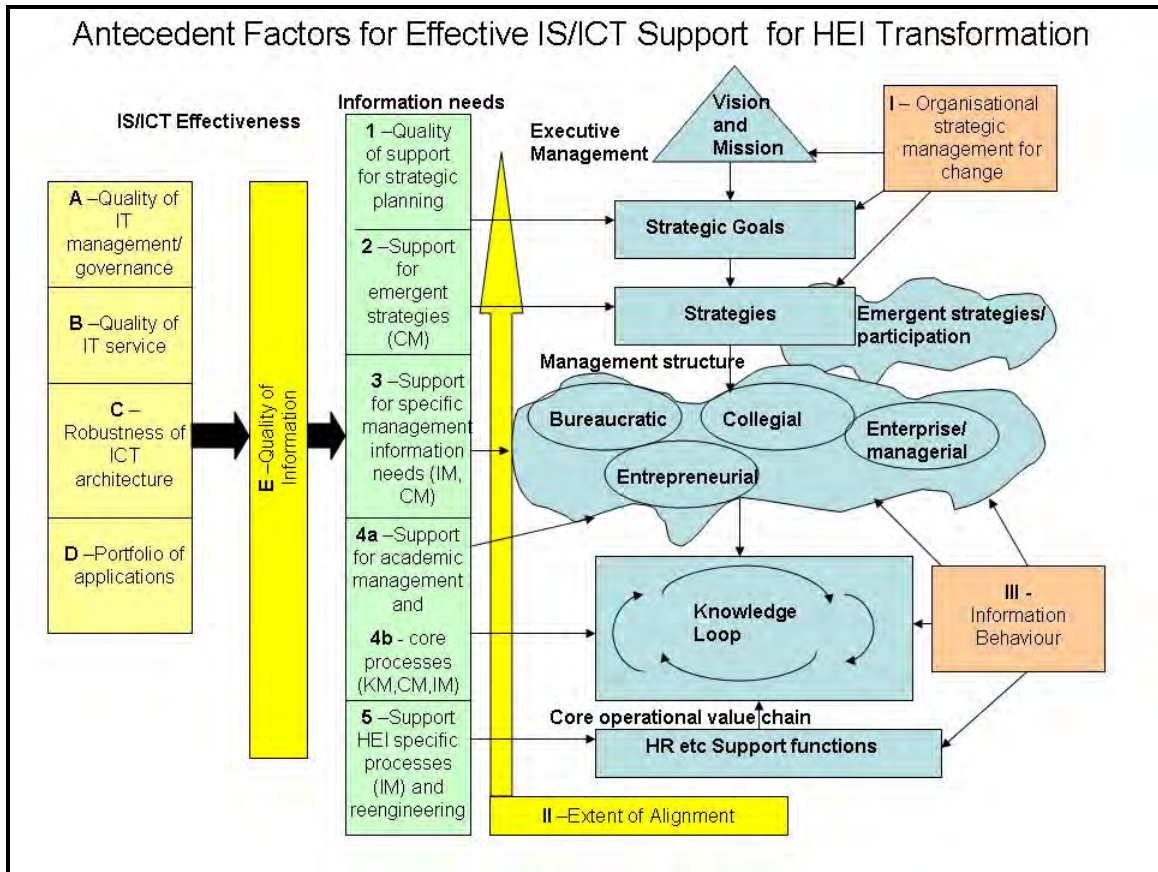 Antecedent Factors for Effective IS/ICT Support for HEI Transformation
IS/ICT Effectiveness
A –Quality of
IT
management/
governance
B –Quality of
IT service
C –
Robustness of
ICT
architecture
D –Portfolio of
applications
E –Quality of
Information
Information needs
1 –Quality
of support
for strategic
planning
2 –Support
for
emergent
strategies
(CM)
3 –Support
for specific
management
information
needs (IM,
CM)
4a –Support
for academic
management
and
4b - core
processes
(KM,CM,IM)
5 –Support
HEI specific
processes
(IM) and
reengineering
II –Extent of Alignment
Executive
Management
Vision
and
Mission
I – Organisational
strategic
management for
change
Strategic Goals
Strategies
Emergent strategies/
participation
Management structure
Bureaucratic
Collegial
Enterprise/
managerial
Entrepreneurial
Knowledge
Loop
III -
Information
Behaviour
Core operational value chain
HR etc Support functions